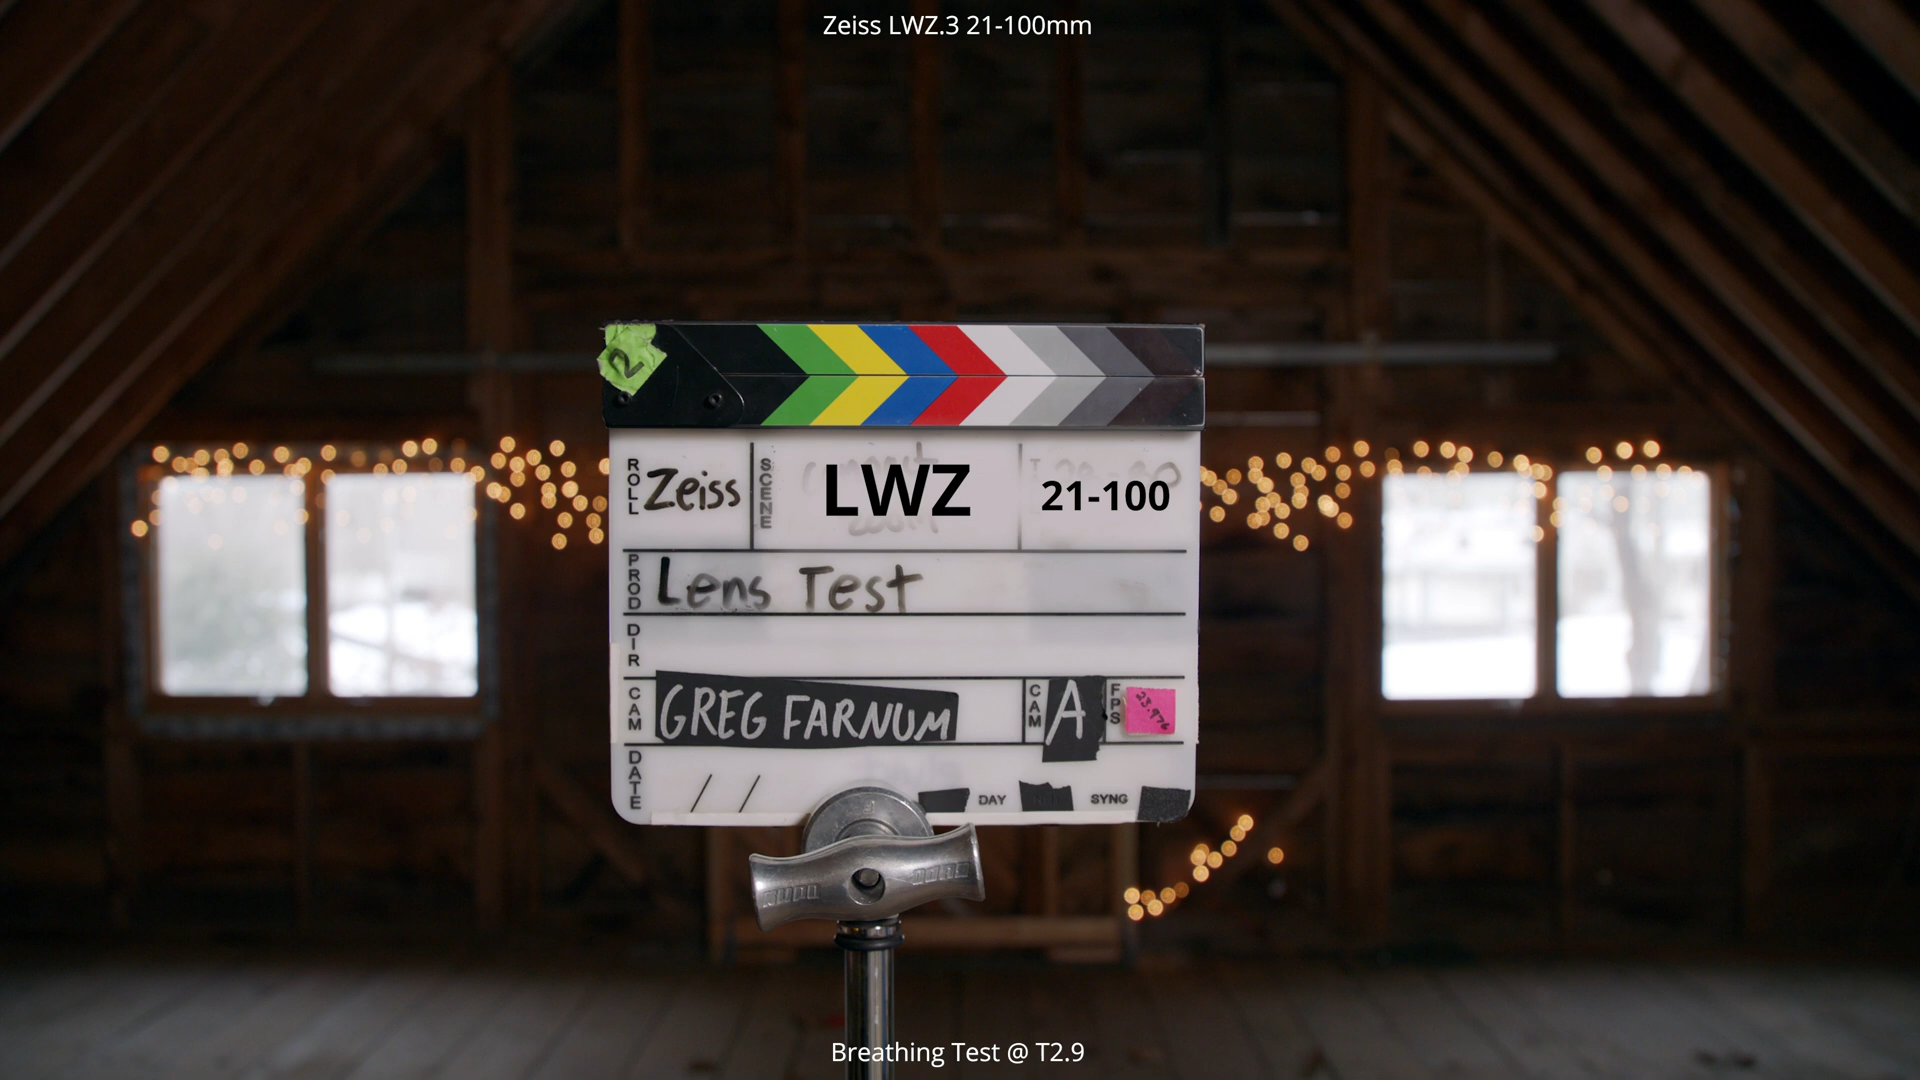 Zeiss LWZ.3 21-100mm
2
ROLL Zeiss SCENE LWZ 21-100
PROD Lens Test
DIR
CAM GREG FARNUM CAM A FPS 23.976
DATE / / DAY SYNG
Breathing Test @ T2.9